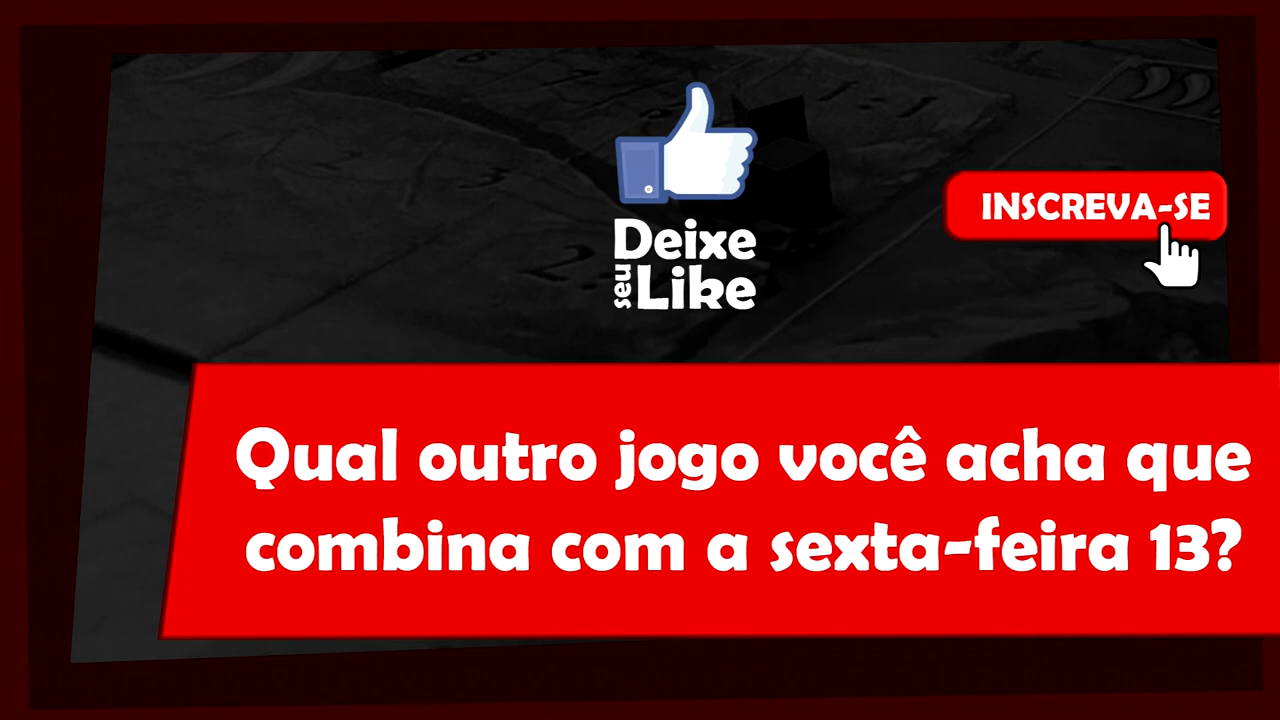 Deixe
seu Like
INSCREVA-SE
Qual outro jogo você acha que
combina com a sexta-feira 13?